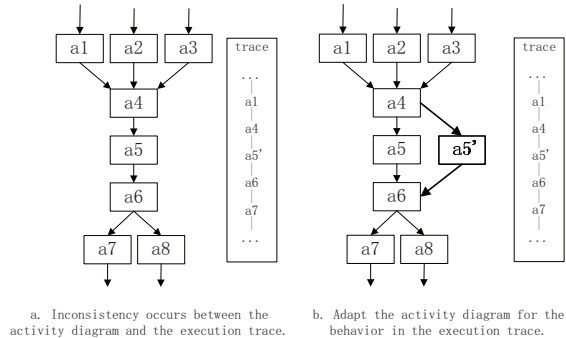 a1 a2 a3
a4
a5
a6
a7 a8
trace
...
a1
a4
a5'
a6
a7
...
a. Inconsistency occurs between the
activity diagram and the execution trace.
a1 a2 a3
a4
a5 a5'
a6
a7 a8
trace
...
a1
a4
a5'
a6
a7
...
b. Adapt the activity diagram for the
behavior in the execution trace.